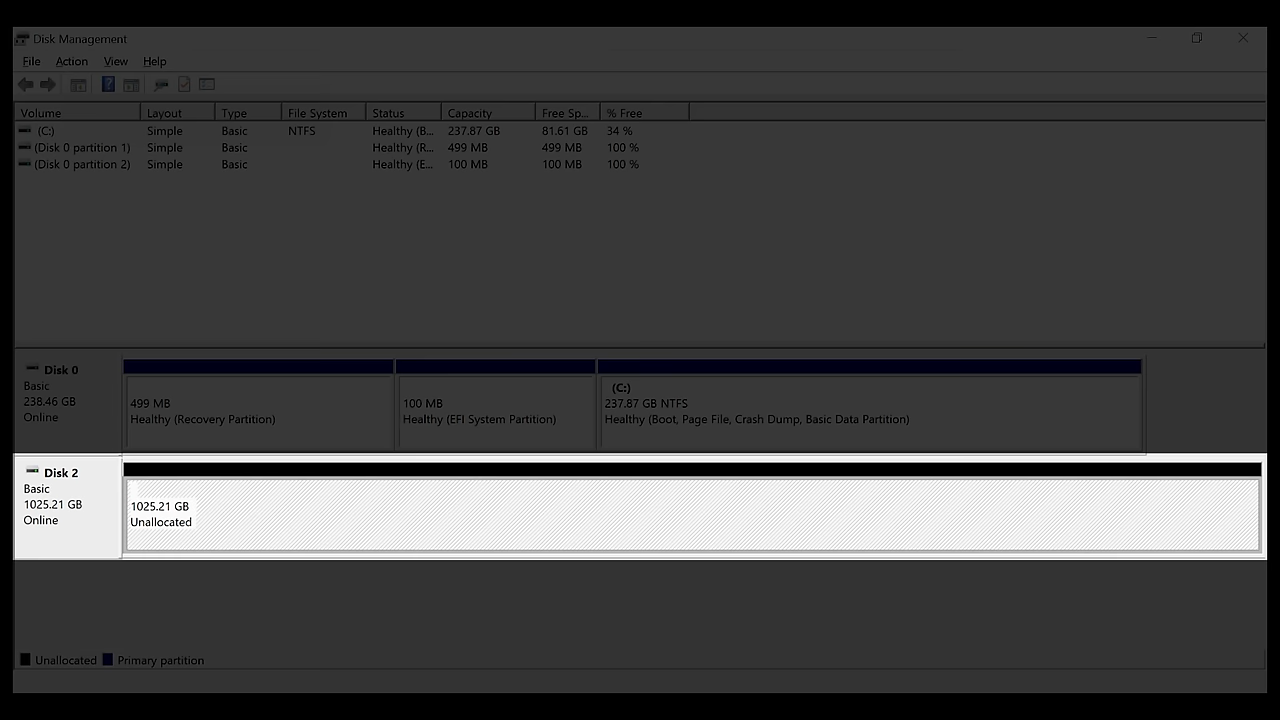 Disk Management
File Action View Help
Volume Layout Type File System Status Capacity Free Sp... % Free
(C:) Simple Basic NTFS Healthy (B... 237.87 GB 81.61 GB 34 %
(Disk 0 partition 1) Simple Basic Healthy (R... 499 MB 499 MB 100 %
(Disk 0 partition 2) Simple Basic Healthy (E... 100 MB 100 MB 100 %
Disk 0
Basic
238.46 GB
Online
499 MB
Healthy (Recovery Partition)
100 MB
Healthy (EFI System Partition)
(C:)
237.87 GB NTFS
Healthy (Boot, Page File, Crash Dump, Basic Data Partition)
Disk 2
Basic
1025.21 GB
Online
1025.21 GB
Unallocated
Unallocated Primary partition